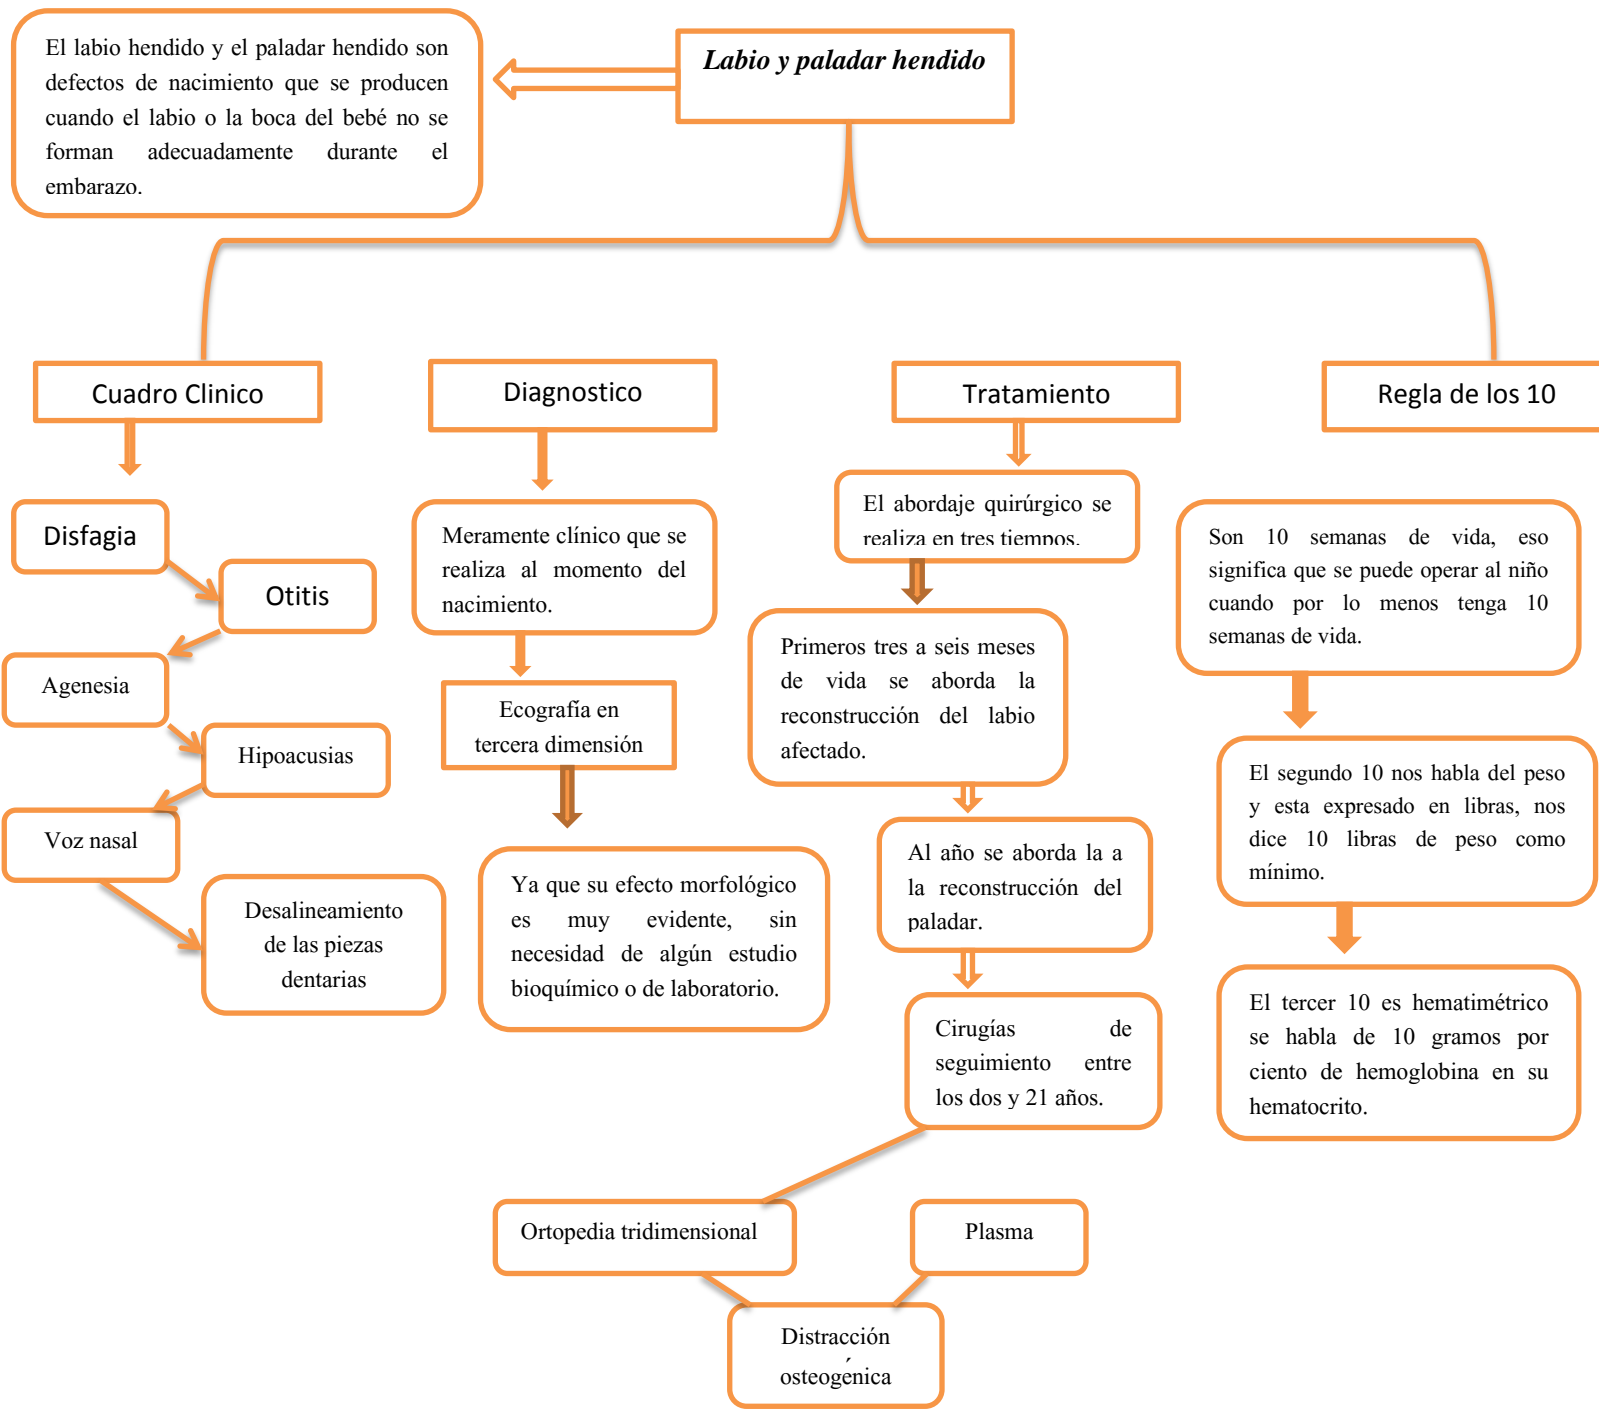 Labio y paladar hendido
El labio hendido y el paladar hendido son
defectos de nacimiento que se producen
cuando el labio o la boca del bebé no se
forman adecuadamente durante el
embarazo.
Cuadro Clinico
Disfagia
Otitis
Agenesia
Hipoacusias
Voz nasal
Desalineamiento
de las piezas
dentarias
Diagnostico
Meramente clínico que se
realiza al momento del
nacimiento.
Ecografía en
tercera dimensión
Ya que su efecto morfológico
es muy evidente, sin
necesidad de algún estudio
bioquímico o de laboratorio.
Tratamiento
El abordaje quirúrgico se
realiza en tres tiempos.
Primeros tres a seis meses
de vida se aborda la
reconstrucción del labio
afectado.
Al año se aborda la a
la reconstrucción del
paladar.
Cirugías de
seguimiento entre
los dos y 21 años.
Ortopedia tridimensional
Plasma
Distracción
osteogénica
Regla de los 10
Son 10 semanas de vida, eso
significa que se puede operar al niño
cuando por lo menos tenga 10
semanas de vida.
El segundo 10 nos habla del peso
y esta expresado en libras, nos
dice 10 libras de peso como
mínimo.
El tercer 10 es hematimétrico
se habla de 10 gramos por
ciento de hemoglobina en su
hematocrito.